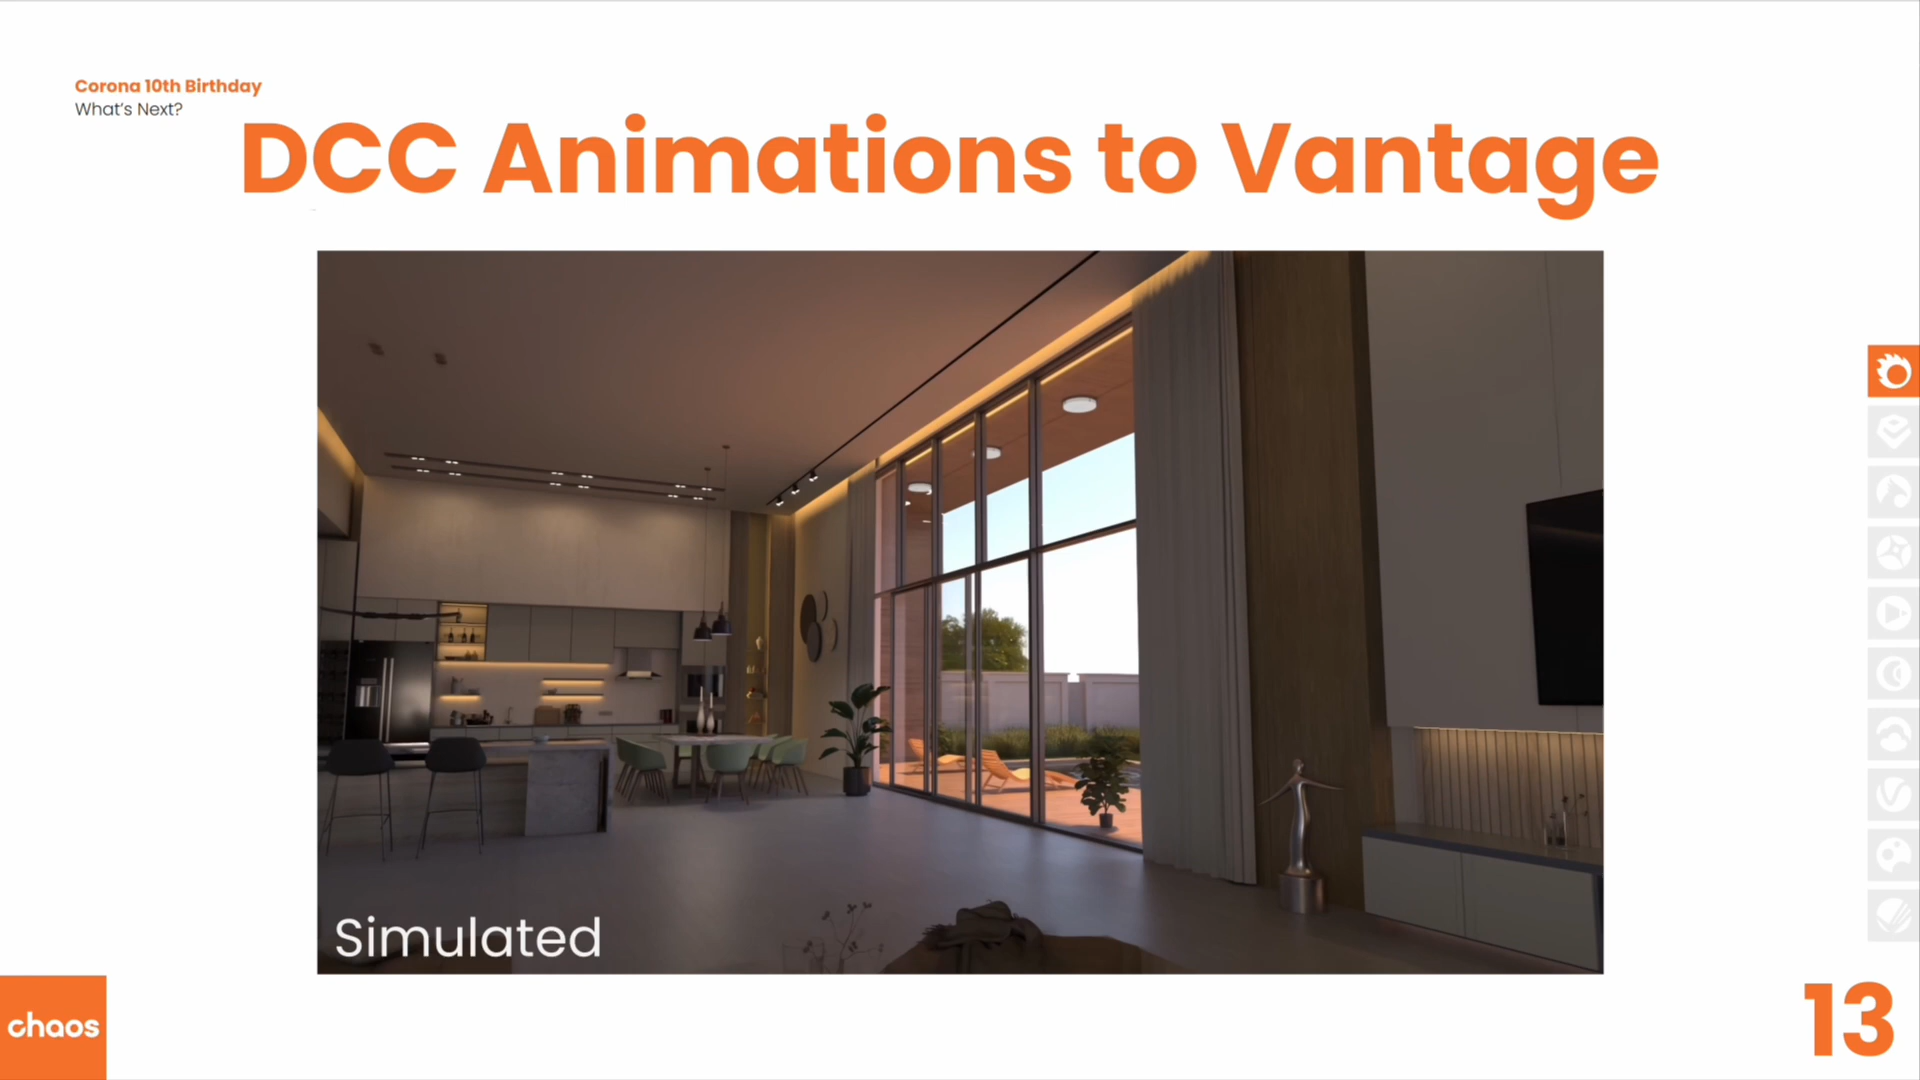 Corona 10th Birthday
What's Next?
DCC Animations to Vantage
Simulated
chaos
13